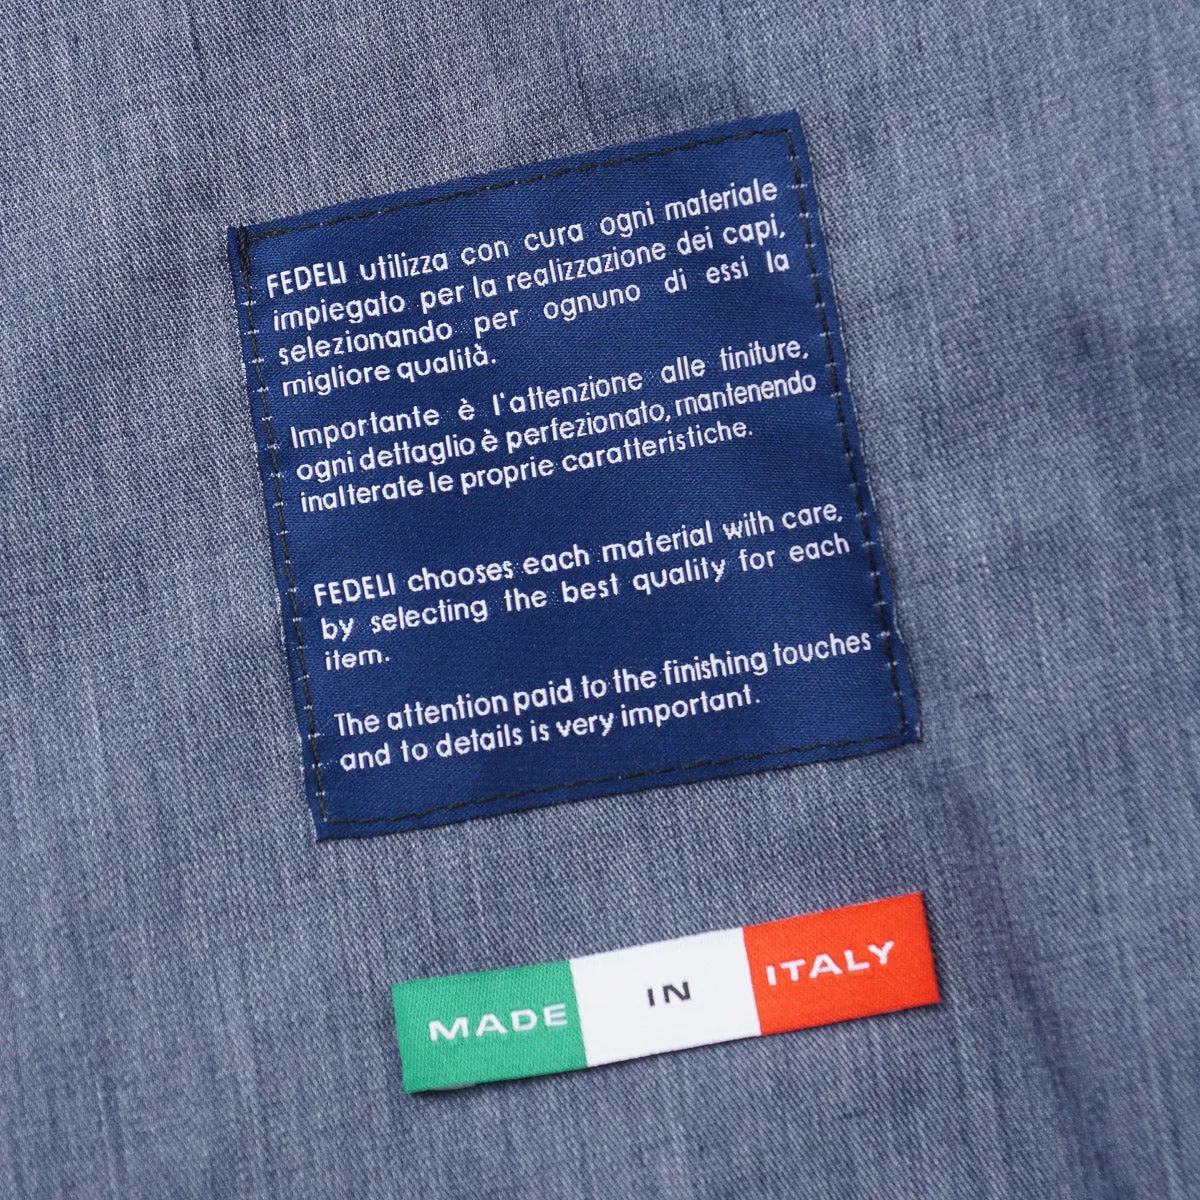 FEDELI utilizza con cura ogni materiale
impiegato per la realizzazione dei capi,
selezionando per ognuno di essi la
migliore qualità.
Importante è l'attenzione alle finiture,
ogni dettaglio è perfezionato, mantenendo
inalterate le proprie caratteristiche.
FEDELI chooses each material with care,
by selecting the best quality for each
item.
The attention paid to the finishing touches
and to details is very important.
MADE IN ITALY